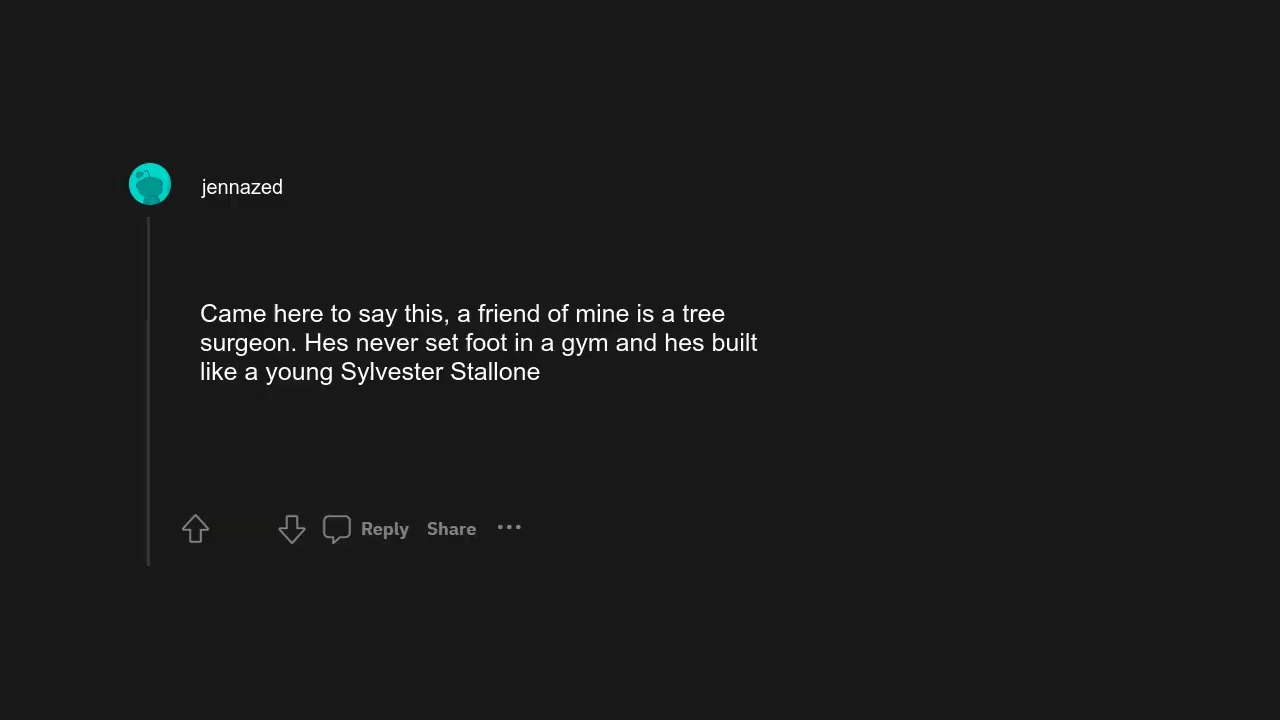 jennazed
Came here to say this, a friend of mine is a tree
surgeon. Hes never set foot in a gym and hes built
like a young Sylvester Stallone
Reply Share